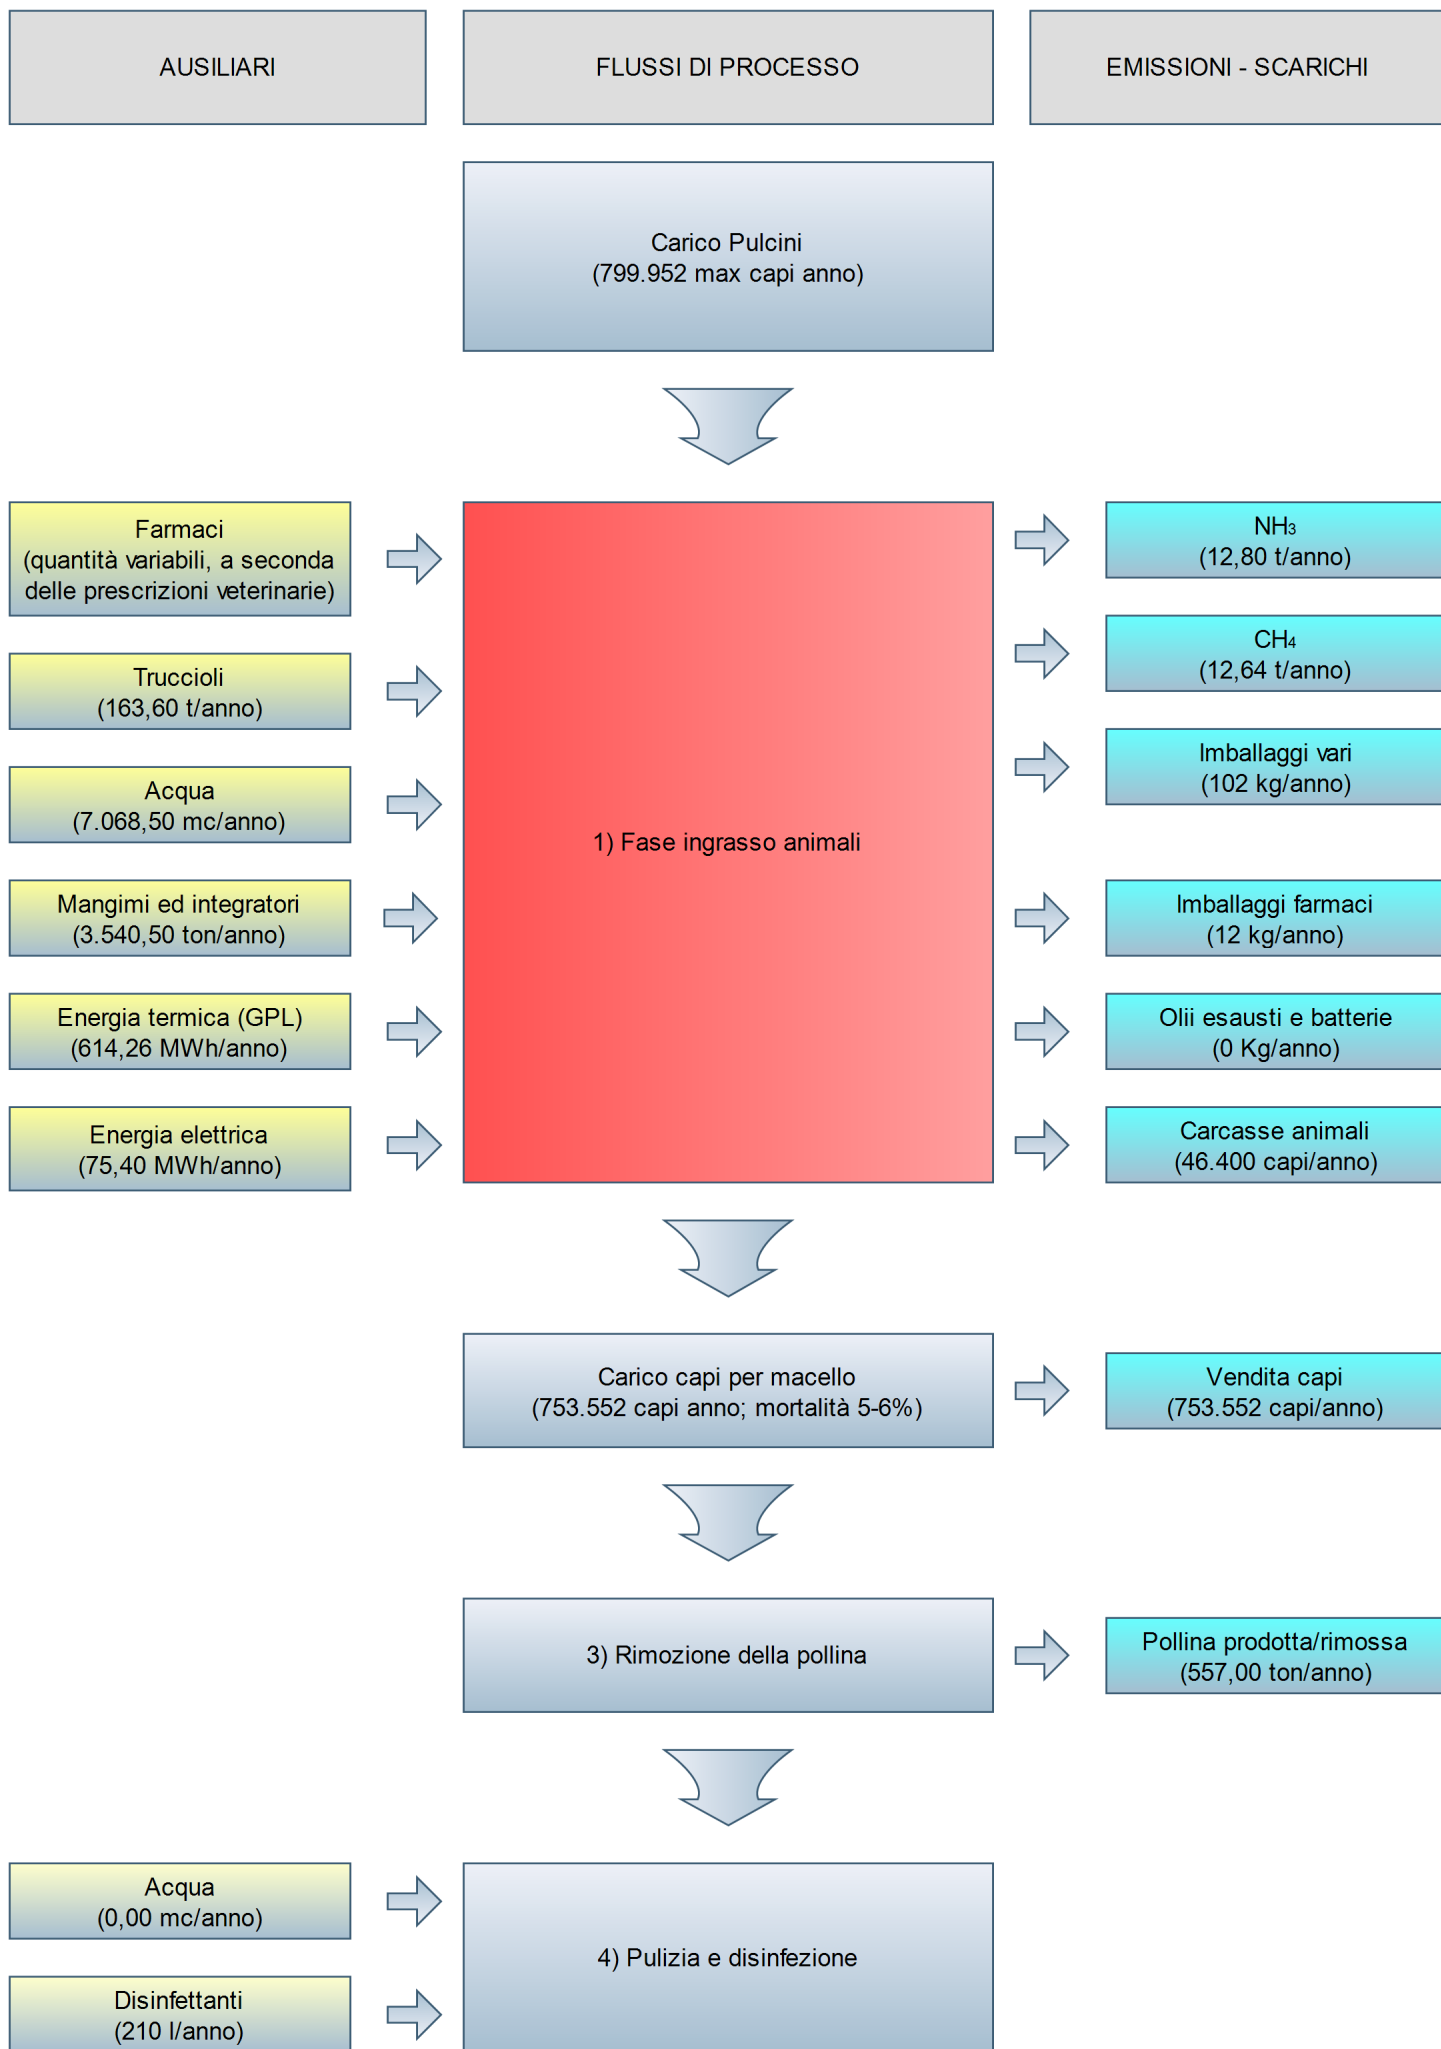 AUSILIARI
FLUSSI DI PROCESSO
EMISSIONI - SCARICHI
Carico Pulcini
(799.952 max capi anno)
Farmaci
(quantità variabili, a seconda
delle prescrizioni veterinarie)
Truccioli
(163,60 t/anno)
Acqua
(7.068,50 mc/anno)
Mangimi ed integratori
(3.540,50 ton/anno)
Energia termica (GPL)
(614,26 MWh/anno)
Energia elettrica
(75,40 MWh/anno)
1) Fase ingrasso animali
NH₃
(12,80 t/anno)
CH₄
(12,64 t/anno)
Imballaggi vari
(102 kg/anno)
Imballaggi farmaci
(12 kg/anno)
Olii esausti e batterie
(0 Kg/anno)
Carcasse animali
(46.400 capi/anno)
Carico capi per macello
(753.552 capi anno; mortalità 5-6%)
Vendita capi
(753.552 capi/anno)
3) Rimozione della pollina
Pollina prodotta/rimossa
(557,00 ton/anno)
Acqua
(0,00 mc/anno)
Disinfettanti
(210 l/anno)
4) Pulizia e disinfezione